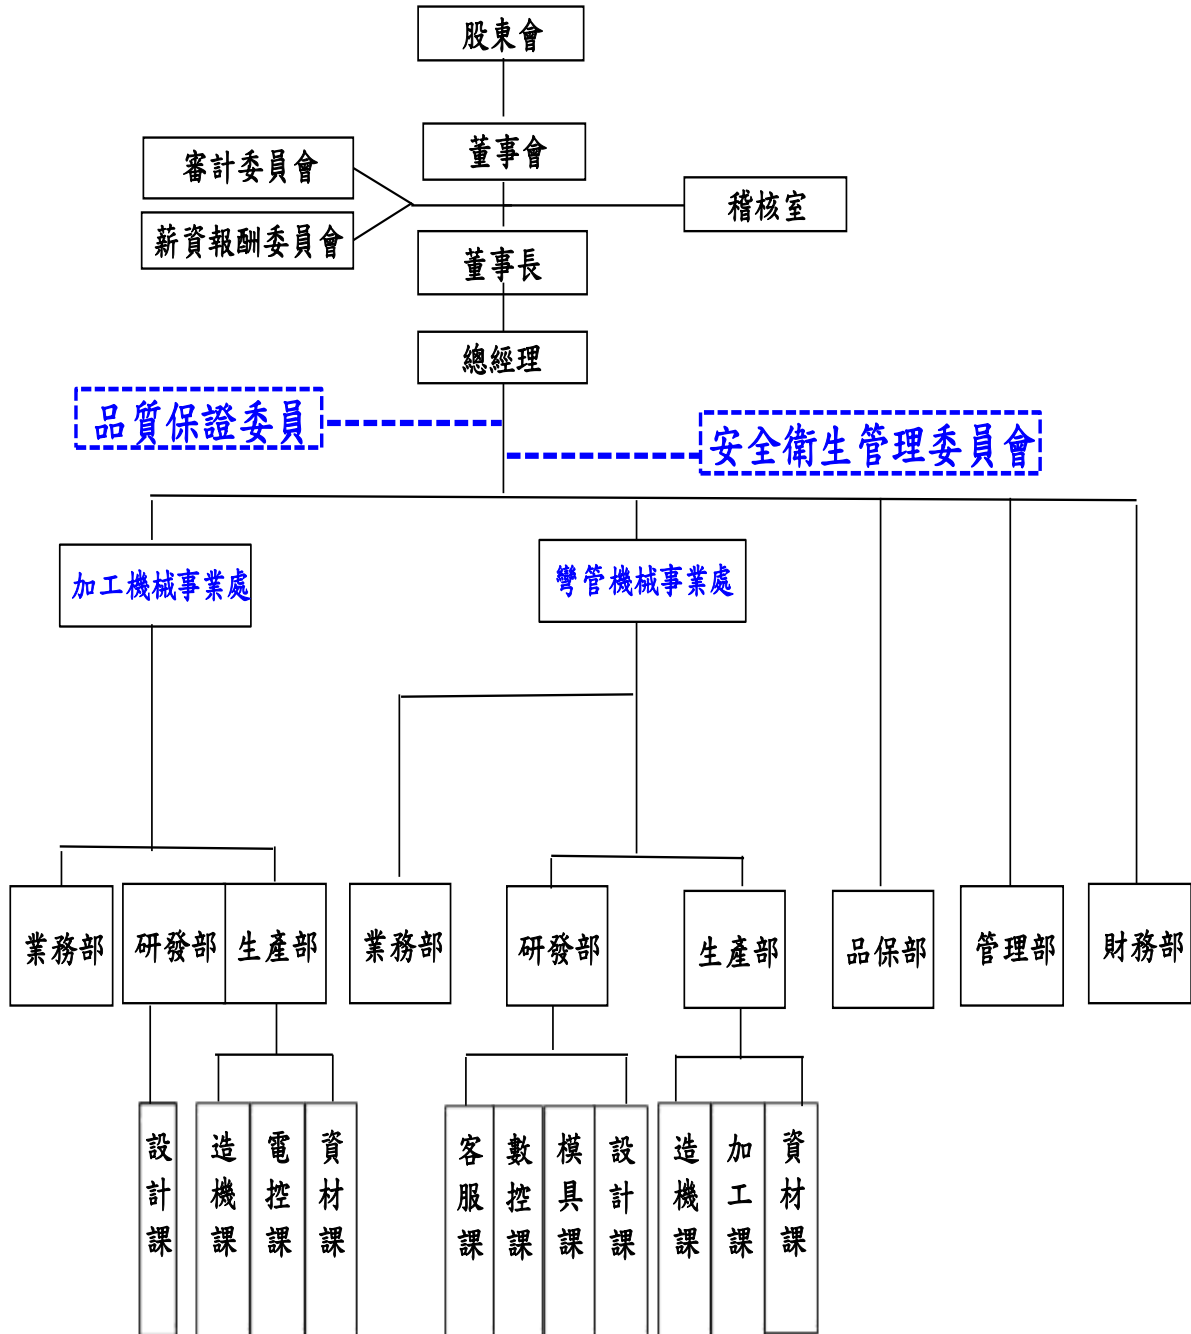 股東會
董事會
審計委員會
稽核室
薪資報酬委員會
董事長
總經理
品質保證委員
安全衛生管理委員會
加工機械事業處
彎管機械事業處
業務部
研發部
生產部
業務部
研發部
生產部
品保部
管理部
財務部
設計課
造機課
電控課
資材課
客服課
數控課
模具課
設計課
造機課
加工課
資材課